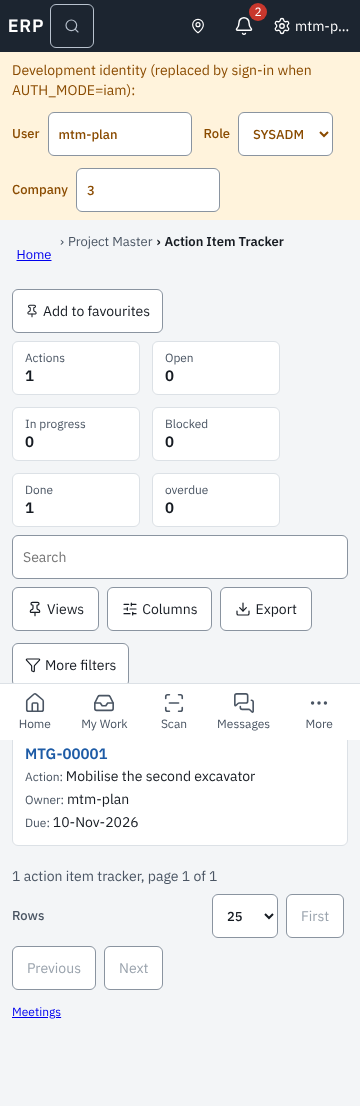 ERP
2
mtm-p...
Development identity (replaced by sign-in when
AUTH_MODE=iam):
User mtm-plan Role SYSADM
Company 3
Home › Project Master › Action Item Tracker
Add to favourites
Actions
1
Open
0
In progress
0
Blocked
0
Done
1
overdue
0
Search
Views Columns Export
More filters
Home My Work Scan Messages More
MTG-00001
Action: Mobilise the second excavator
Owner: mtm-plan
Due: 10-Nov-2026
1 action item tracker, page 1 of 1
Rows 25 First
Previous Next
Meetings